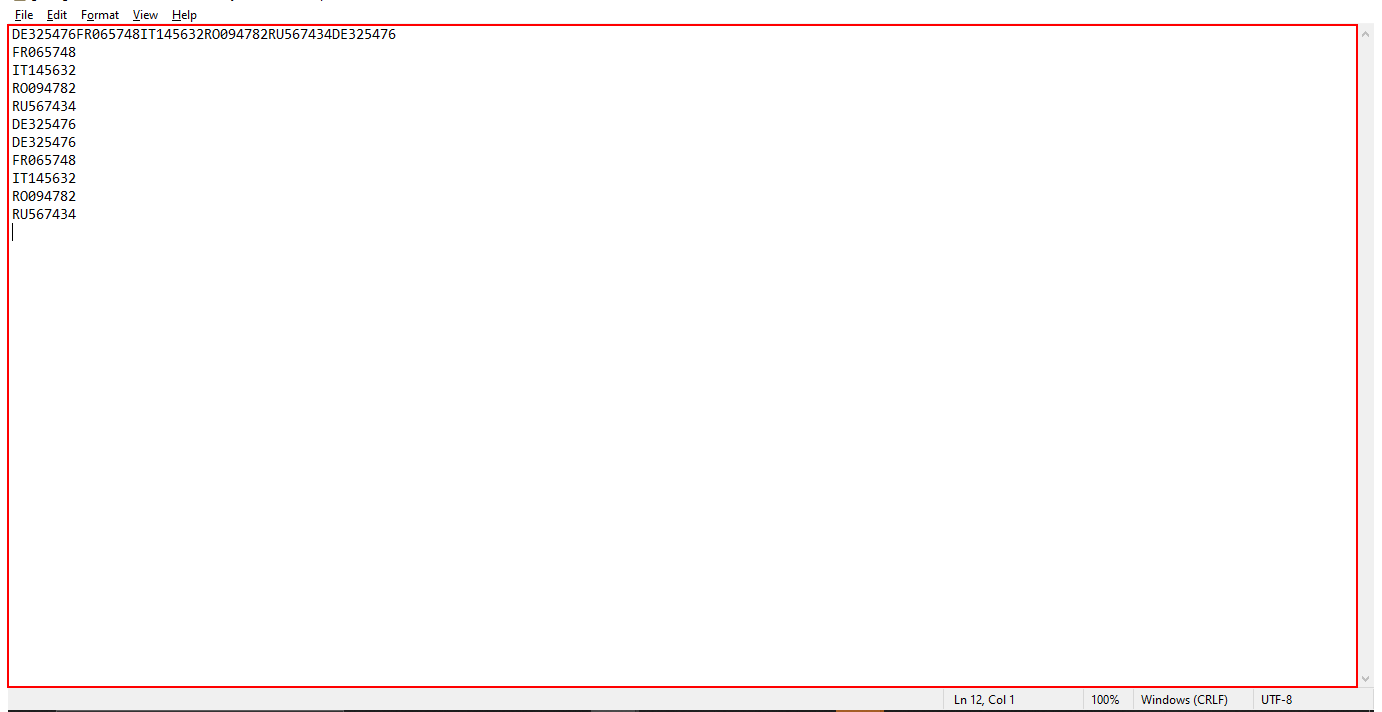 File Edit Format View Help
DE325476FR065748IT145632RO094782RU567434DE325476
FR065748
IT145632
RO094782
RU567434
DE325476
DE325476
FR065748
IT145632
RO094782
RU567434
Ln 12, Col 1 100% Windows (CRLF) UTF-8